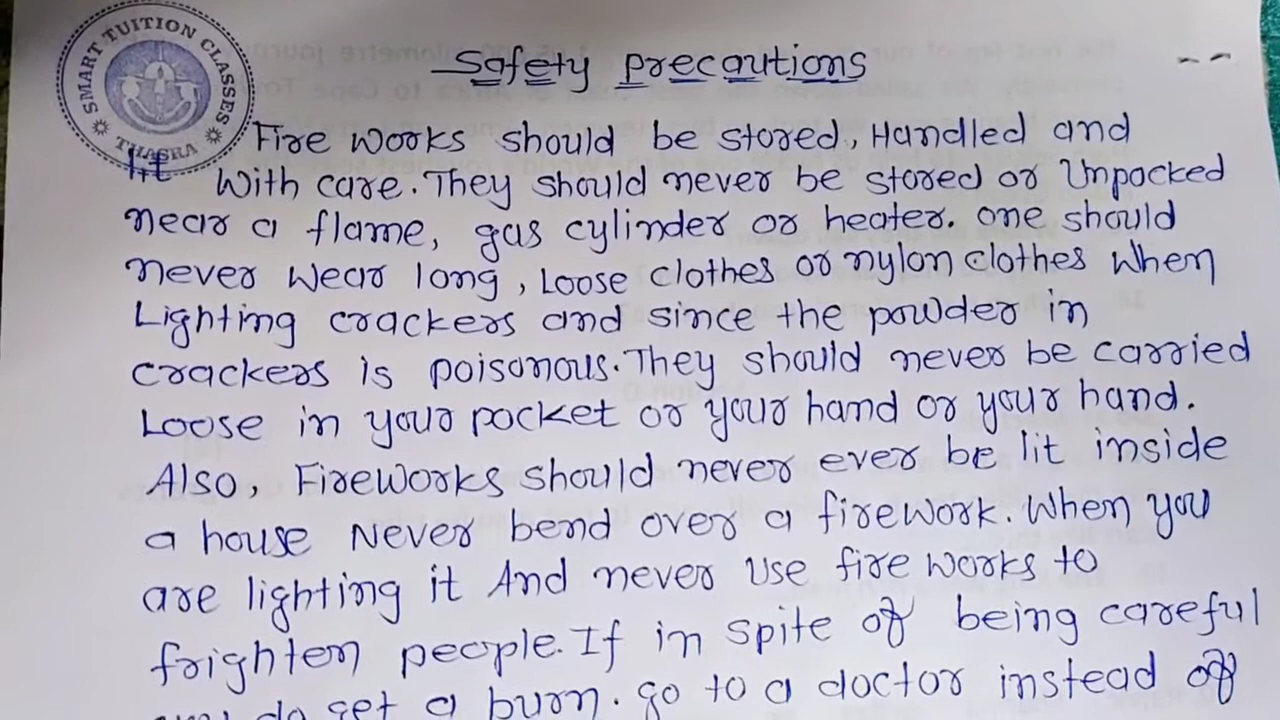 SMART TUITION CLASSES
THASRA
Safety precautions
Fire works should be stored, Handled and
lit with care. They should never be stored or Unpacked
near a flame, gas cylinder or heater. one should
never wear long, Loose clothes or nylon clothes when
Lighting crackers and since the powder in
crackers is poisonous. They should never be carried
Loose in your pocket or your hand or your hand.
Also, Fireworks should never ever be lit inside
a house Never bend over a firework. When you
are lighting it And never use fire works to
frighten people. If in spite of being careful
you do get a burn. go to a doctor instead of